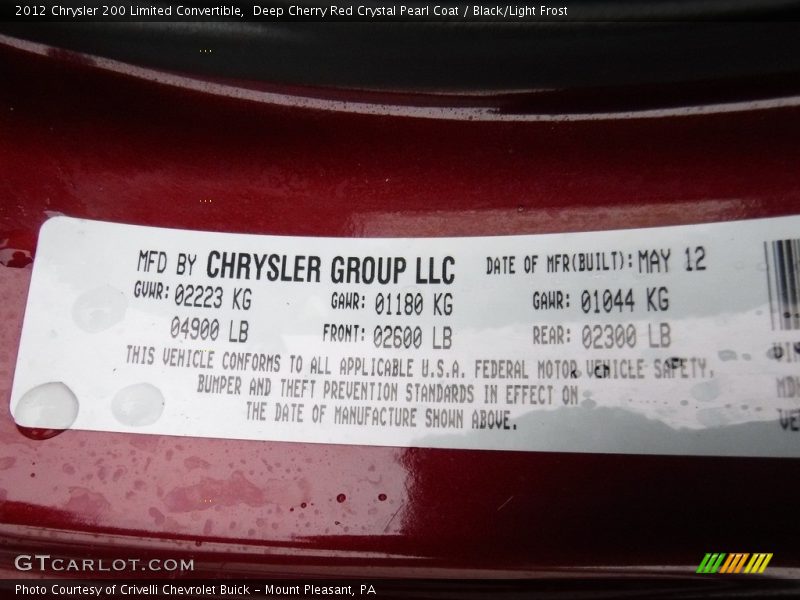 2012 Chrysler 200 Limited Convertible,  Deep Cherry Red Crystal Pearl Coat / Black/Light Frost
MFD BY CHRYSLER GROUP LLC DATE OF MFR(BUILT): MAY 12
GVWR: 02223 KG GAWR: 01180 KG GAWR: 01044 KG
04900 LB FRONT: 02600 LB REAR: 02300 LB
THIS VEHICLE CONFORMS TO ALL APPLICABLE U.S.A. FEDERAL MOTOR VEHICLE SAFETY,
BUMPER AND THEFT PREVENTION STANDARDS IN EFFECT ON
THE DATE OF MANUFACTURE SHOWN ABOVE.
GTCARLOT.COM
Photo Courtesy of Crivelli Chevrolet Buick - Mount Pleasant, PA